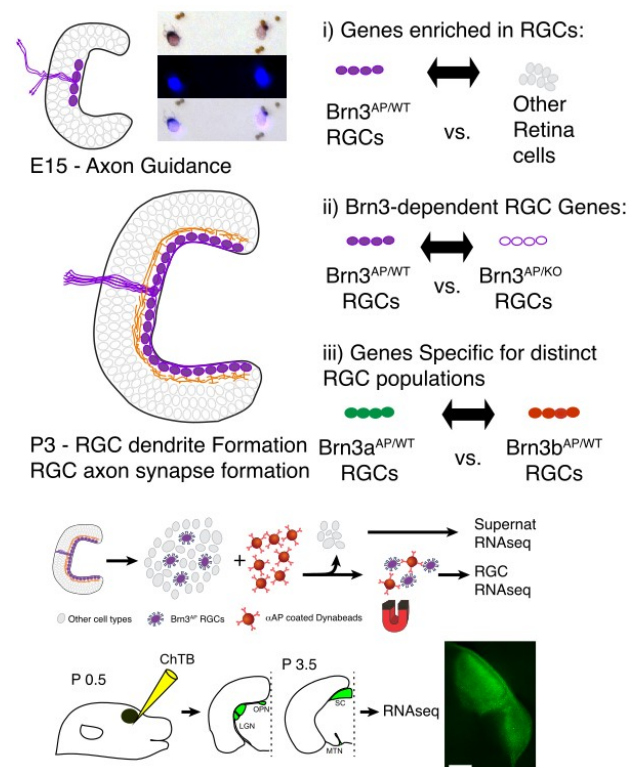 i) Genes enriched in RGCs:
Brn3AP/WT
RGCs
vs.
Other
Retina
cells
E15 - Axon Guidance
ii) Brn3-dependent RGC Genes:
Brn3AP/WT
RGCs
vs.
Brn3AP/KO
RGCs
iii) Genes Specific for distinct
RGC populations
Brn3aAP/WT
RGCs
vs.
Brn3bAP/WT
RGCs
P3 - RGC dendrite Formation
RGC axon synapse formation
+
Supernat
RNAseq
RGC
RNAseq
Other cell types
Brn3AP RGCs
αAP coated Dynabeads
P 0.5
ChTB
OPN
LGN
P 3.5
SC
MTN
RNAseq